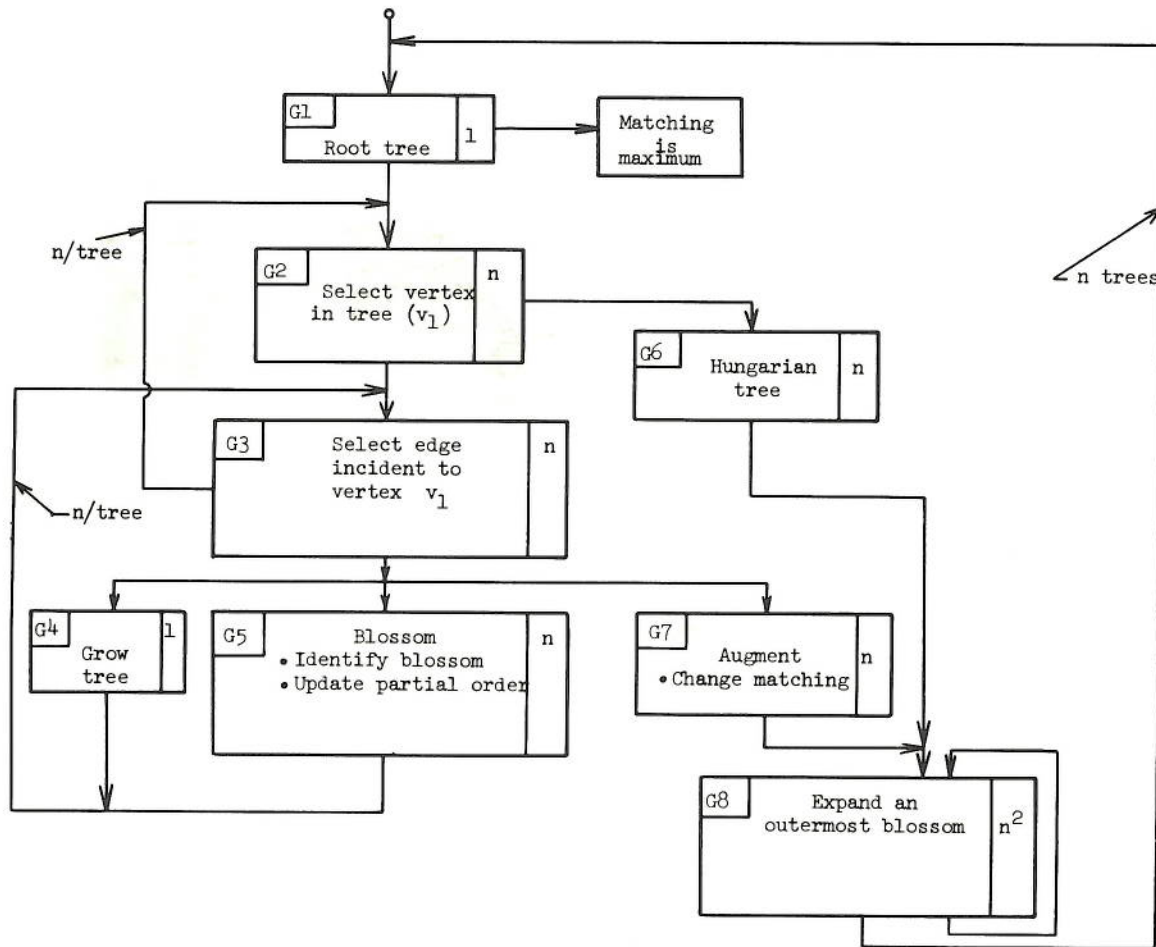 G1
1
Root tree
Matching
is
maximum
n/tree
n trees
G2
n
Select vertex
in tree (v₁)
G6
Hungarian
tree
n
G3
Select edge
incident to
vertex v₁
n
n/tree
G4
1
Grow
tree
G5
Blossom
• Identify blossom
• Update partial order
n
G7
Augment
• Change matching
n
G8
Expand an
outermost blossom
n²